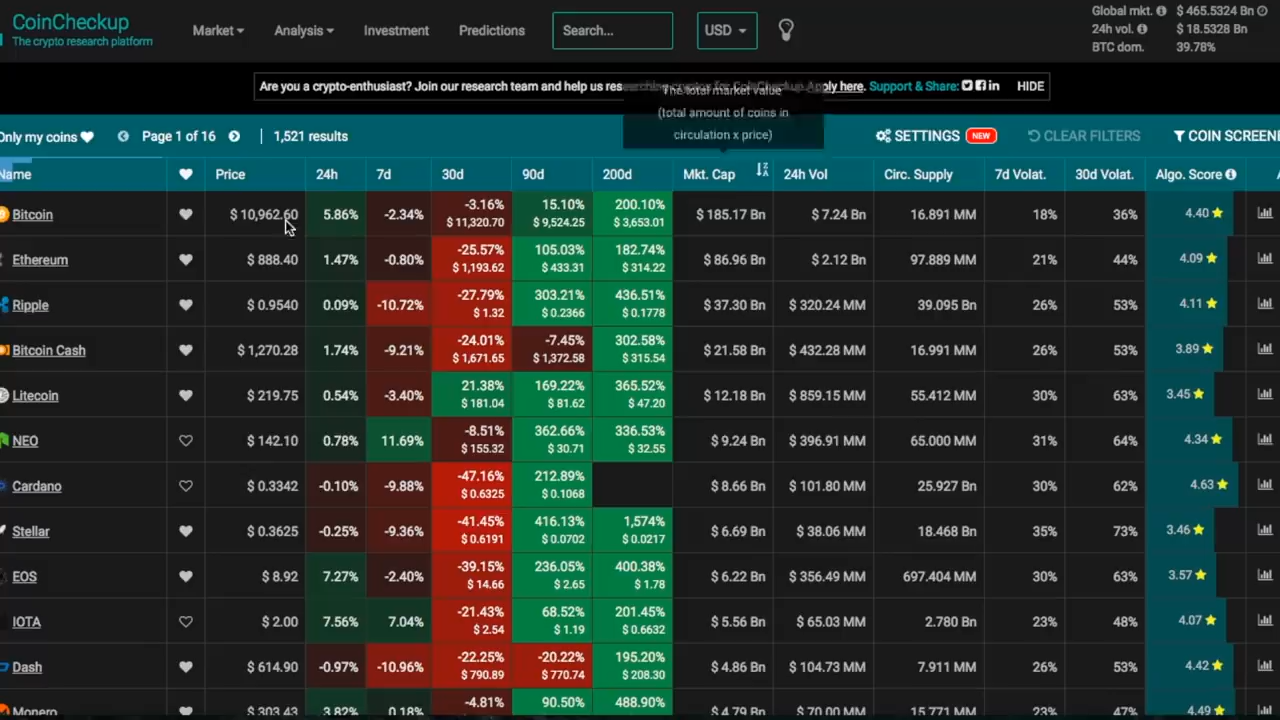 CoinCheckup
The crypto research platform
Market Analysis Investment Predictions Search... USD
Global mkt. $ 465.5324 Bn
24h vol. $ 18.5328 Bn
BTC dom. 39.78%
Are you a crypto-enthusiast? Join our research team and help us Apply here. Support & Share: HIDE
The total market value
(total amount of coins in
circulation x price)
Only my coins Page 1 of 16 1,521 results SETTINGS NEW CLEAR FILTERS COIN SCREEN
Name Price 24h 7d 30d 90d 200d Mkt. Cap 24h Vol Circ. Supply 7d Volat. 30d Volat. Algo. Score
Bitcoin $ 10,962.60 5.86% -2.34% -3.16% 15.10% 200.10% $ 185.17 Bn $ 7.24 Bn 16.891 MM 18% 36% 4.40
$ 11,320.70 $ 9,524.25 $ 3,653.01
Ethereum $ 888.40 1.47% -0.80% -25.57% 105.03% 182.74% $ 86.96 Bn $ 2.12 Bn 97.889 MM 21% 44% 4.09
$ 1,193.62 $ 433.31 $ 314.22
Ripple $ 0.9540 0.09% -10.72% -27.79% 303.21% 436.51% $ 37.30 Bn $ 320.24 MM 39.095 Bn 26% 53% 4.11
$ 1.32 $ 0.2366 $ 0.1778
Bitcoin Cash $ 1,270.28 1.74% -9.21% -24.01% -7.45% 302.58% $ 21.58 Bn $ 432.28 MM 16.991 MM 26% 53% 3.89
$ 1,671.65 $ 1,372.58 $ 315.54
Litecoin $ 219.75 0.54% -3.40% 21.38% 169.22% 365.52% $ 12.18 Bn $ 859.15 MM 55.412 MM 30% 63% 3.45
$ 181.04 $ 81.62 $ 47.20
NEO $ 142.10 0.78% 11.69% -8.51% 362.66% 336.53% $ 9.24 Bn $ 396.91 MM 65.000 MM 31% 64% 4.34
$ 155.32 $ 30.71 $ 32.55
Cardano $ 0.3342 -0.10% -9.88% -47.16% 212.89% $ 8.66 Bn $ 101.80 MM 25.927 Bn 30% 62% 4.63
$ 0.6325 $ 0.1068
Stellar $ 0.3625 -0.25% -9.36% -41.45% 416.13% 1,574% $ 6.69 Bn $ 38.06 MM 18.468 Bn 35% 73% 3.46
$ 0.6191 $ 0.0702 $ 0.0217
EOS $ 8.92 7.27% -2.40% -39.15% 236.05% 400.38% $ 6.22 Bn $ 356.49 MM 697.404 MM 30% 63% 3.57
$ 14.66 $ 2.65 $ 1.78
IOTA $ 2.00 7.56% 7.04% -21.43% 68.52% 201.45% $ 5.56 Bn $ 65.03 MM 2.780 Bn 23% 48% 4.07
$ 2.54 $ 1.19 $ 0.6632
Dash $ 614.90 -0.97% -10.96% -22.25% -20.22% 195.20% $ 4.86 Bn $ 104.73 MM 7.911 MM 26% 53% 4.42
$ 790.89 $ 770.74 $ 208.30
Monero $ 303.43 3.82% 0.18% -4.81% 90.50% 488.90% $ 4.79 Bn $ 70.00 MM 15.771 MM 23% 47% 4.49